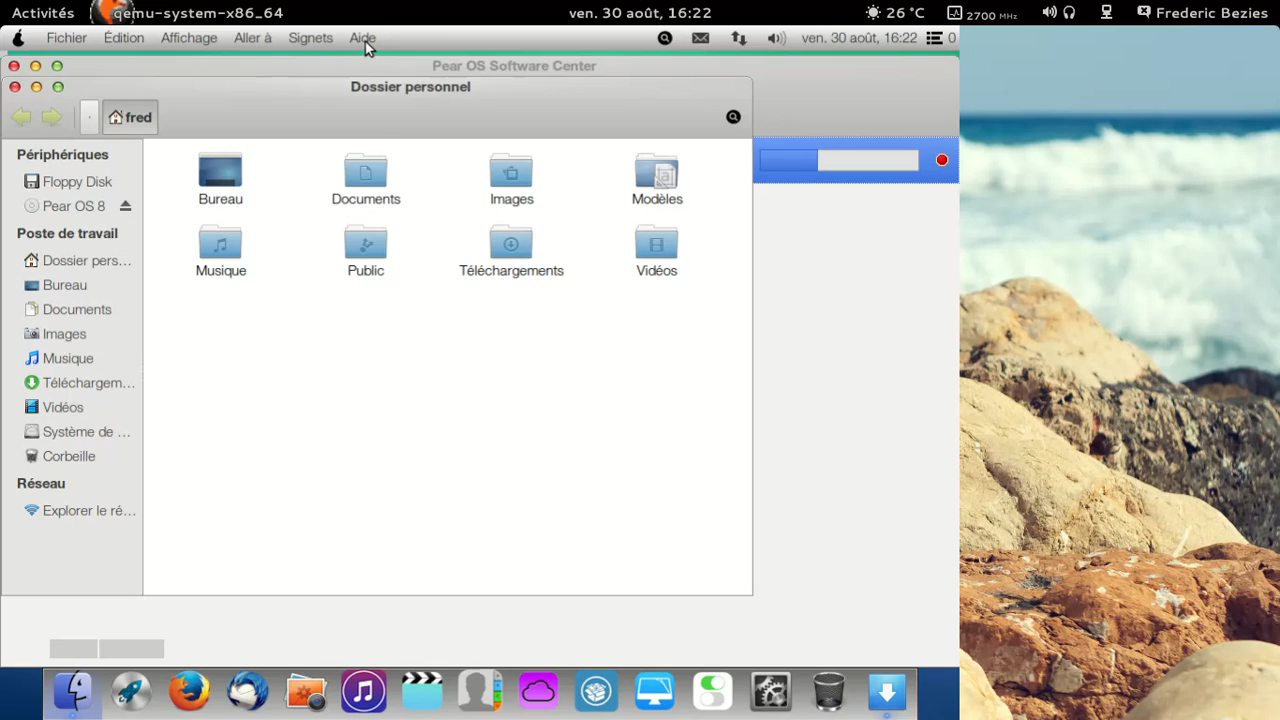 Activités qemu-system-x86_64 ven. 30 août, 16:22 26 °C 2700 MHz Frederic Bezies
Fichier Édition Affichage Aller à Signets Aide ven. 30 août, 16:22 0
Pear OS Software Center
Dossier personnel
fred
Périphériques
Floppy Disk
Pear OS 8
Poste de travail
Dossier pers...
Bureau
Documents
Images
Musique
Téléchargem...
Vidéos
Système de ...
Corbeille
Réseau
Explorer le ré...
Bureau Documents Images Modèles
Musique Public Téléchargements Vidéos